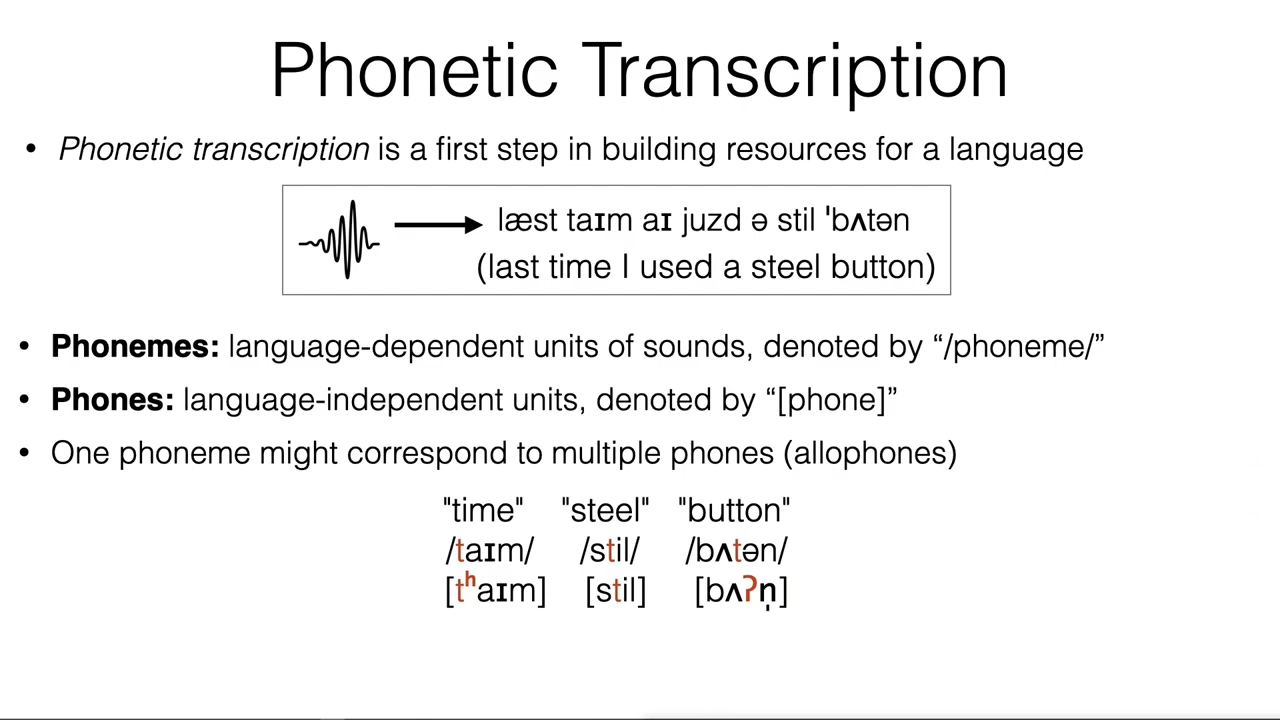 Phonetic Transcription
• Phonetic transcription is a first step in building resources for a language
læst taɪm aɪ juzd ə stil ˈbʌtən
(last time I used a steel button)
• Phonemes: language-dependent units of sounds, denoted by “/phoneme/”
• Phones: language-independent units, denoted by “[phone]”
• One phoneme might correspond to multiple phones (allophones)
"time" "steel" "button"
/taɪm/ /stil/ /bʌtən/
[tʰaɪm] [stil] [bʌʔn̩]